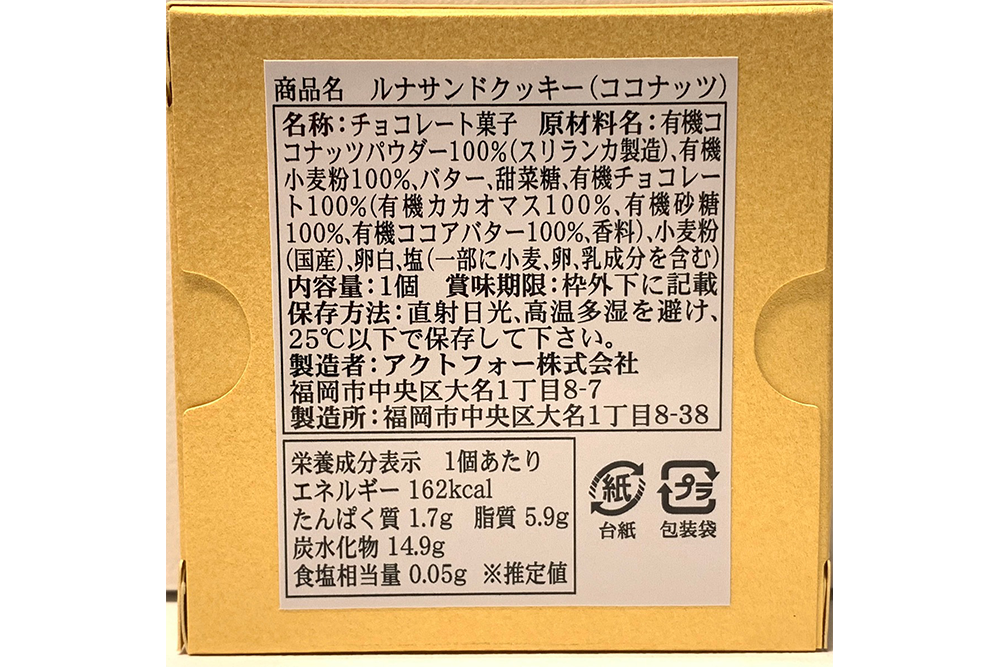 商品名　ルナサンドクッキー(ココナッツ)
名称:チョコレート菓子　原材料名:有機コ
コナッツパウダー100%(スリランカ製造)、有機
小麦粉100%、バター、甜菜糖、有機チョコレー
ト100%(有機カカオマス100%、有機砂糖
100%、有機ココアバター100%、香料)、小麦粉
(国産)、卵白、塩(一部に小麦、卵、乳成分を含む)
内容量:1個　賞味期限:枠外下に記載
保存方法:直射日光、高温多湿を避け、
25℃以下で保存して下さい。
製造者:アクトフォー株式会社
福岡市中央区大名1丁目8-7
製造所:福岡市中央区大名1丁目8-38
栄養成分表示　1個あたり
エネルギー 162kcal
たんぱく質 1.7g　脂質 5.9g
炭水化物 14.9g
食塩相当量 0.05g　※推定値
紙
台紙
プラ
包装袋